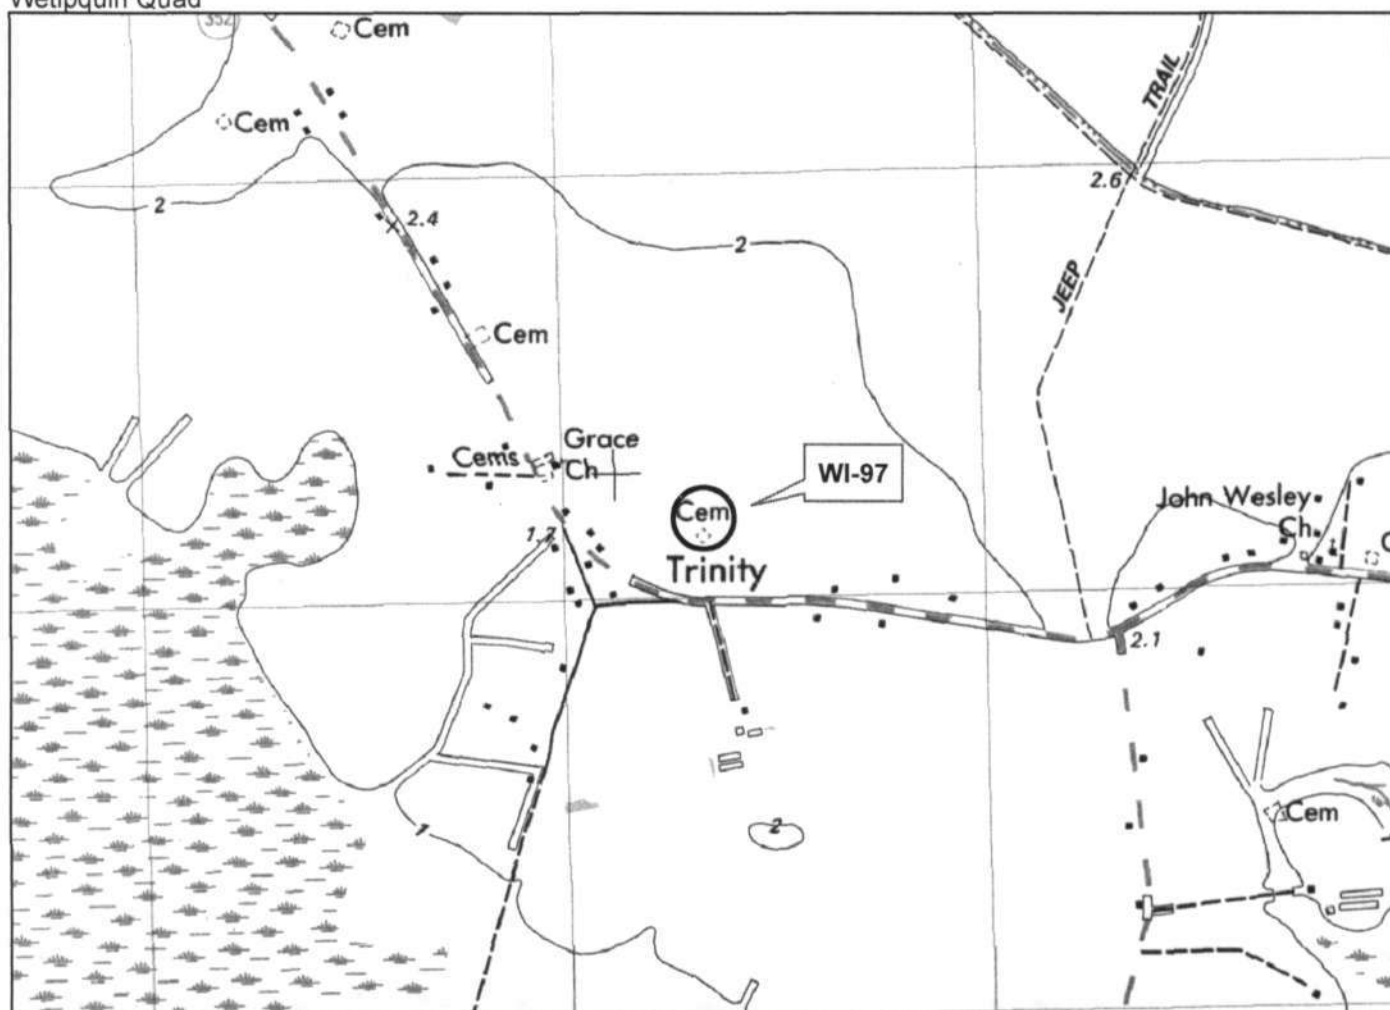 Wetipquin Quad
352
Cem
Cem
TRAIL
2.6
2
2.4
2
JEEP
Cem
Grace
Cems
Ch
WI-97
Cem
John Wesley
Ch
1.7
C
Trinity
2.1
2
1
Cem